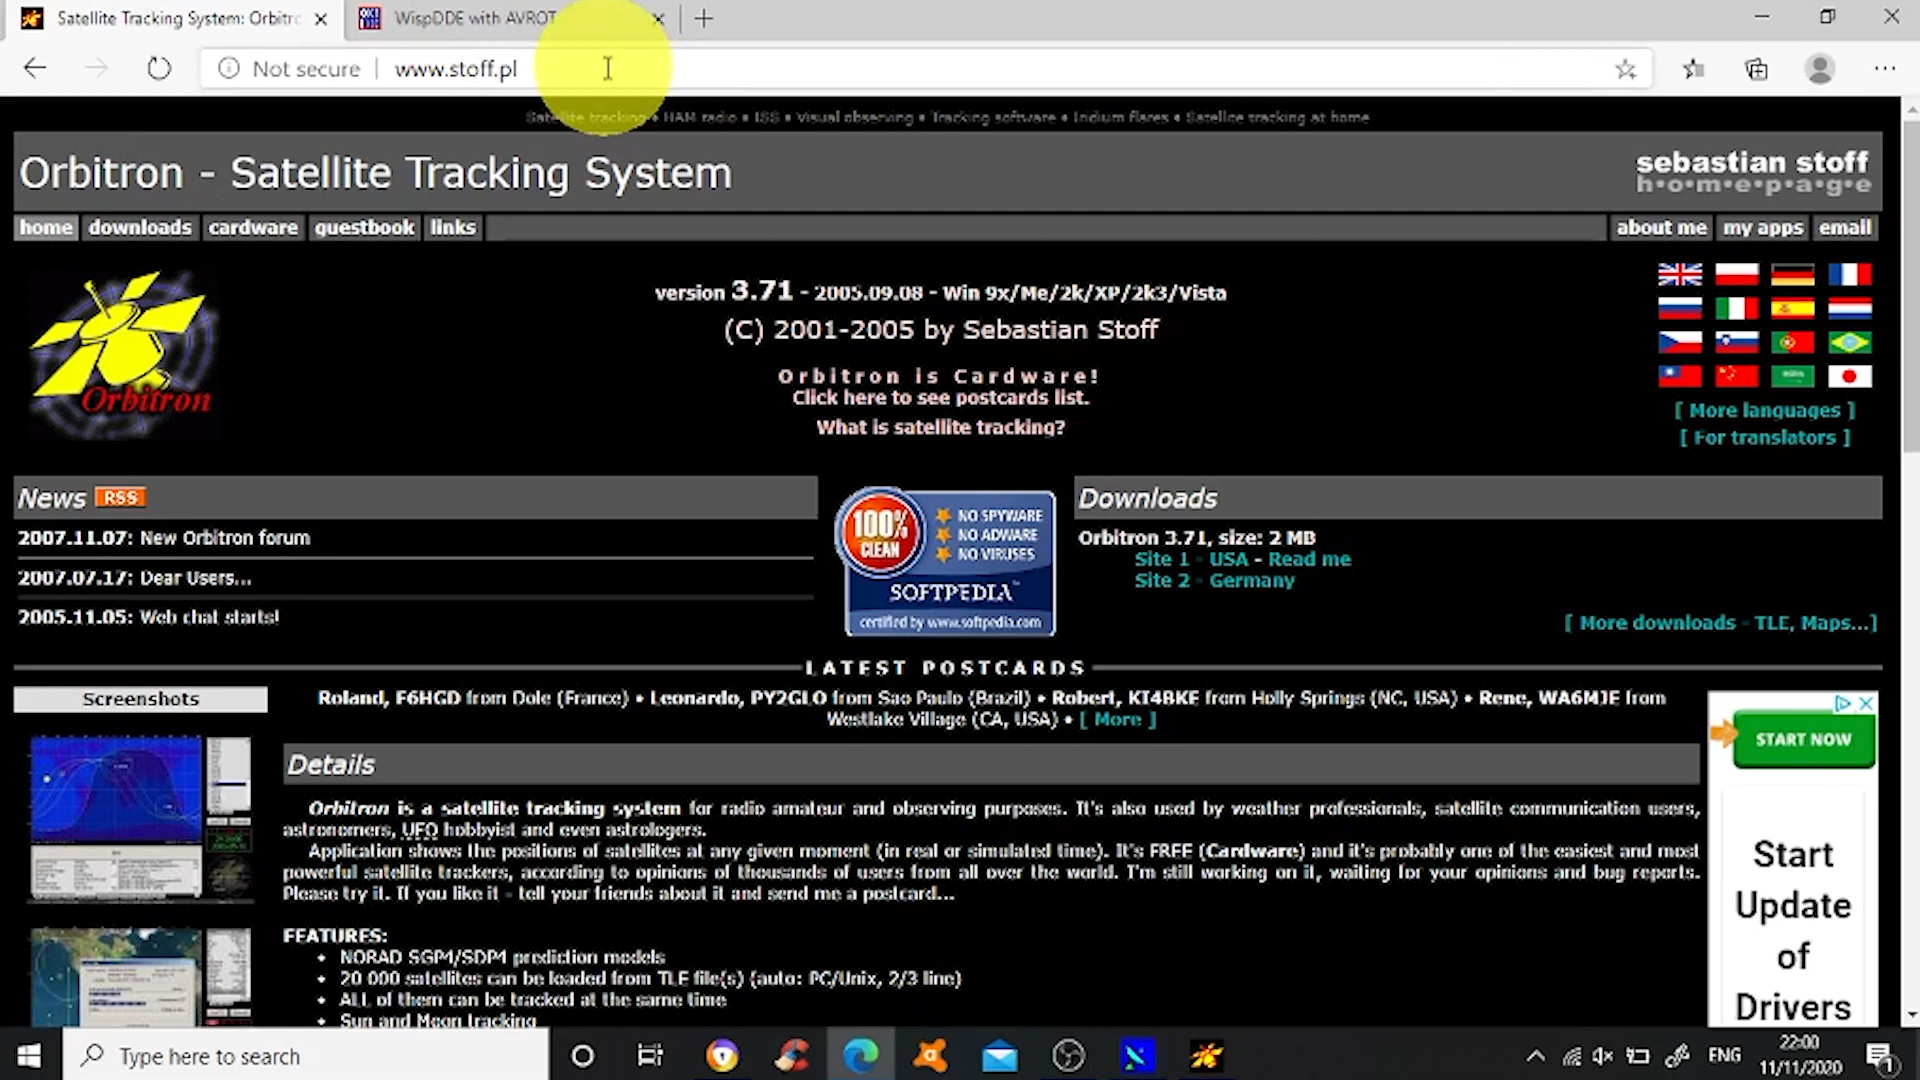 Satellite Tracking System: Orbitro
WispDDE with AVROT
Not secure
www.stoff.pl
Satellite tracking • HAM radio • ISS • Visual observing • Tracking software • Iridium flares • Satellite tracking at home
Orbitron - Satellite Tracking System
sebastian stoff
h•o•m•e•p•a•g•e
home downloads cardware guestbook links
about me my apps email
Orbitron
version 3.71 - 2005.09.08 - Win 9x/Me/2k/XP/2k3/Vista
(C) 2001-2005 by Sebastian Stoff
Orbitron is Cardware!
Click here to see postcards list.
What is satellite tracking?
[ More languages ]
[ For translators ]
News RSS
2007.11.07: New Orbitron forum
2007.07.17: Dear Users...
2005.11.05: Web chat starts!
100%
CLEAN
NO SPYWARE
NO ADWARE
NO VIRUSES
SOFTPEDIA™
certified by www.softpedia.com
Downloads
Orbitron 3.71, size: 2 MB
Site 1 - USA - Read me
Site 2 - Germany
[ More downloads - TLE, Maps...]
LATEST POSTCARDS
Screenshots
Roland, F6HGD from Dole (France) • Leonardo, PY2GLO from Sao Paulo (Brazil) • Robert, KI4BKE from Holly Springs (NC, USA) • Rene, WA6MJE from
Westlake Village (CA, USA) • [ More ]
Details
Orbitron is a satellite tracking system for radio amateur and observing purposes. It's also used by weather professionals, satellite communication users,
astronomers, UFO hobbyist and even astrologers.
Application shows the positions of satellites at any given moment (in real or simulated time). It's FREE (Cardware) and it's probably one of the easiest and most
powerful satellite trackers, according to opinions of thousands of users from all over the world. I'm still working on it, waiting for your opinions and bug reports.
Please try it. If you like it - tell your friends about it and send me a postcard...
FEATURES:
• NORAD SGP4/SDP4 prediction models
• 20 000 satellites can be loaded from TLE file(s) (auto: PC/Unix, 2/3 line)
• ALL of them can be tracked at the same time
• Sun and Moon tracking
START NOW
Start
Update
of
Drivers
Type here to search
ENG
22:00
11/11/2020
1